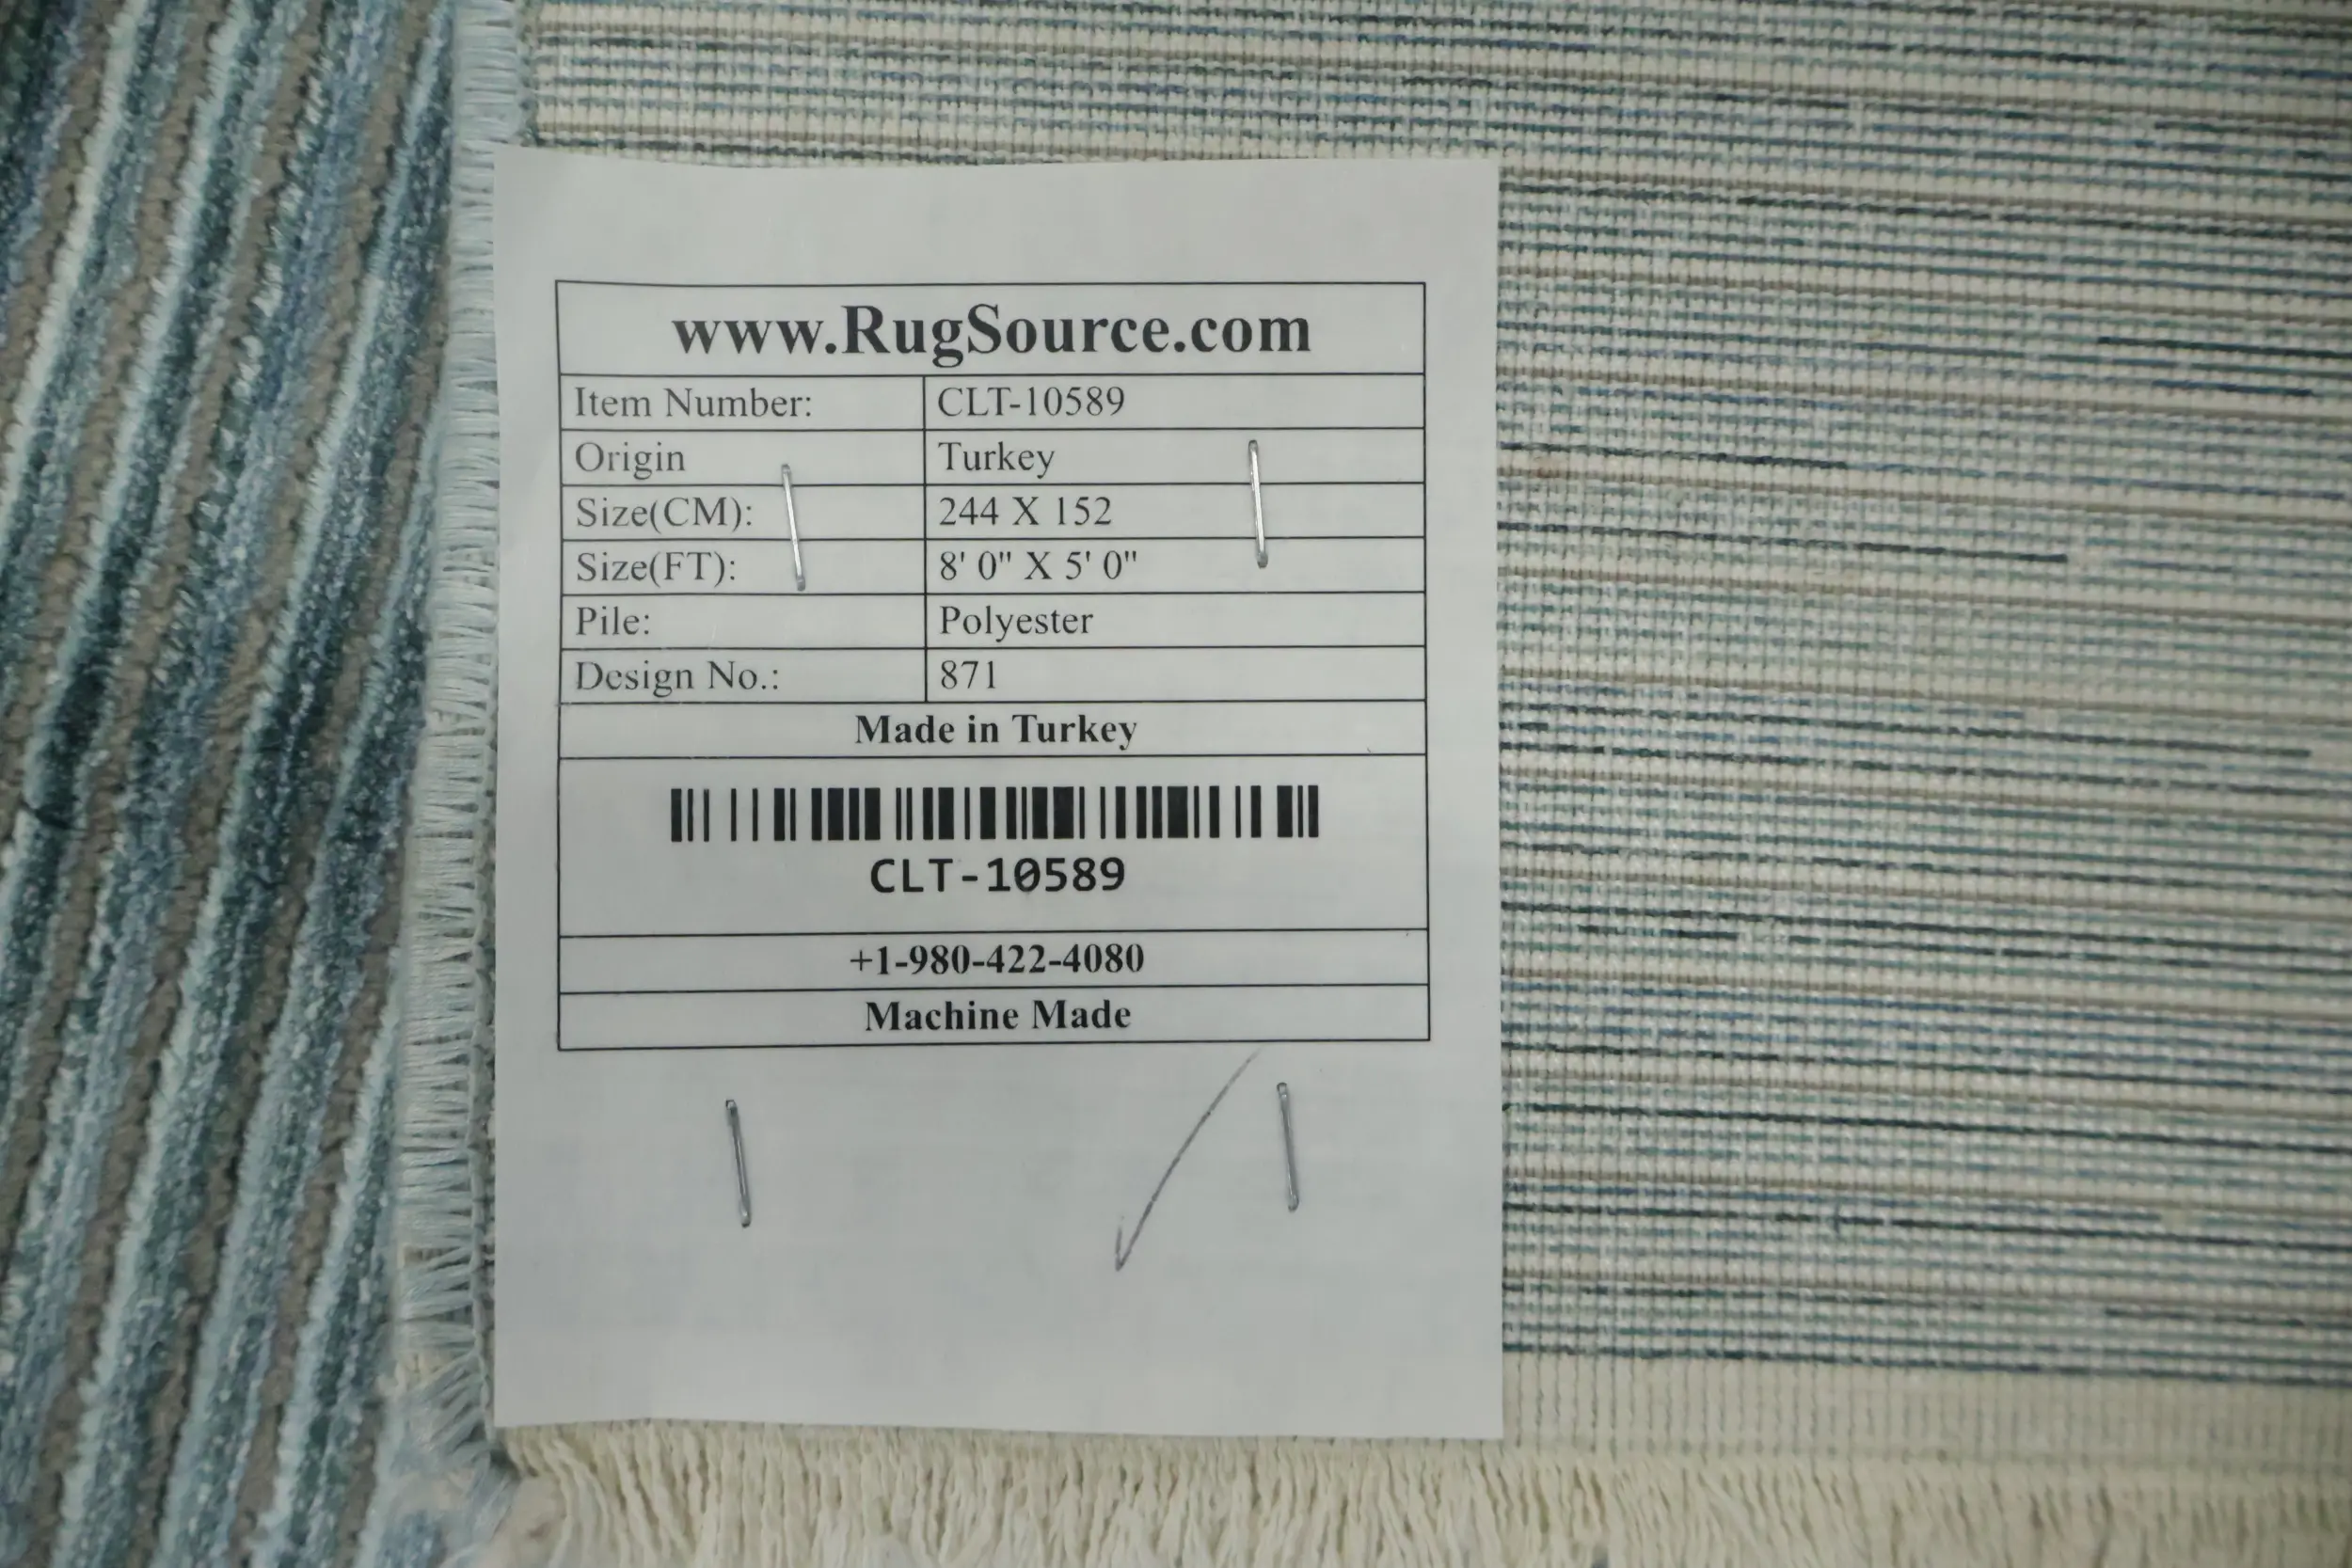 www.RugSource.com
Item Number: CLT-10589
Origin Turkey
Size(CM): 244 X 152
Size(FT): 8' 0" X 5' 0"
Pile: Polyester
Design No.: 871
Made in Turkey
CLT-10589
+1-980-422-4080
Machine Made